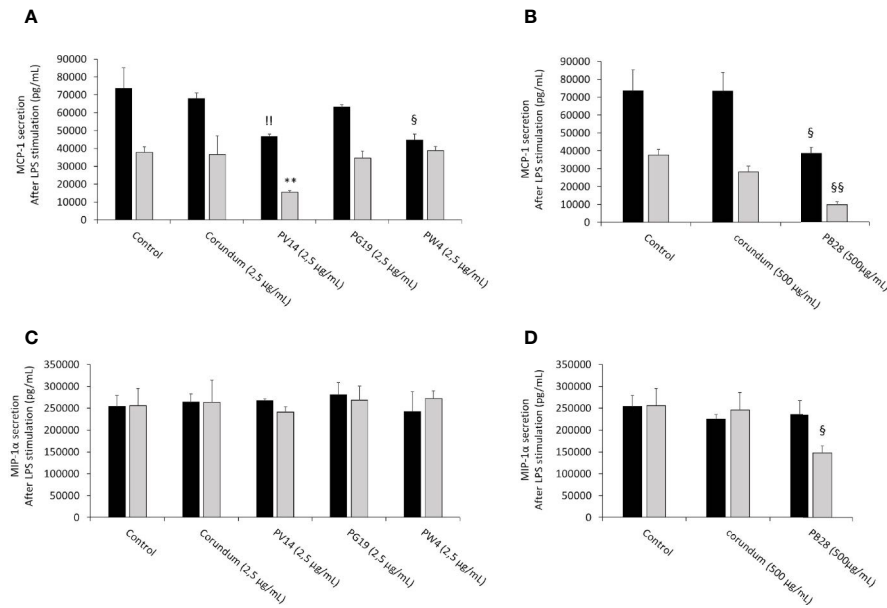 A
MCP-1 secretion
After LPS stimulation (pg/mL)
90000
80000
70000
60000
50000
40000
30000
20000
10000
0
!!
**
§
Control
Corundum (2,5 µg/mL)
PV14 (2,5 µg/mL)
PG19 (2,5 µg/mL)
PW4 (2,5 µg/mL)
B
MCP-1 secretion
After LPS stimulation (pg/mL)
90000
80000
70000
60000
50000
40000
30000
20000
10000
0
§
§§
Control
corundum (500 µg/mL)
PB28 (500µg/mL)
C
MIP-1α secretion
After LPS stimulation (pg/mL)
350000
300000
250000
200000
150000
100000
50000
0
Control
Corundum (2,5 µg/mL)
PV14 (2,5 µg/mL)
PG19 (2,5 µg/mL)
PW4 (2,5 µg/mL)
D
MIP-1α secretion
After LPS stimulation (pg/mL)
350000
300000
250000
200000
150000
100000
50000
0
§
Control
corundum (500 µg/mL)
PB28 (500µg/mL)